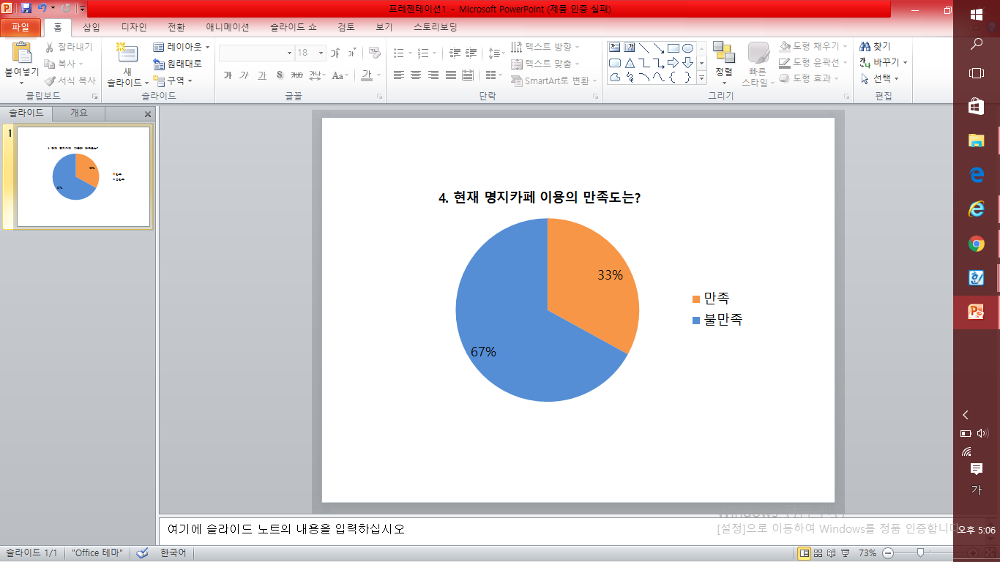 프레젠테이션1 - Microsoft PowerPoint (제품 인증 실패)
파일 홈 삽입 디자인 전환 애니메이션 슬라이드 쇼 검토 보기 스토리보딩
붙여넣기
잘라내기
복사
서식 복사
클립보드
새
슬라이드
레이아웃
원래대로
구역
슬라이드
18
가 가
가 가 가 S 가나 Aa 가
글꼴
텍스트 방향
텍스트 맞춤
SmartArt로 변환
단락
정렬
빠른
스타일
도형 채우기
도형 윤곽선
도형 효과
그리기
찾기
바꾸기
선택
편집
슬라이드 개요
1
4. 현재 명지카페 이용의 만족도는?
33%
67%
만족
불만족
여기에 슬라이드 노트의 내용을 입력하십시오
Windows 정품 인증
[설정]으로 이동하여 Windows를 정품 인증합니다
슬라이드 1/1 "Office 테마" 한국어 73%
가
오후 5:06